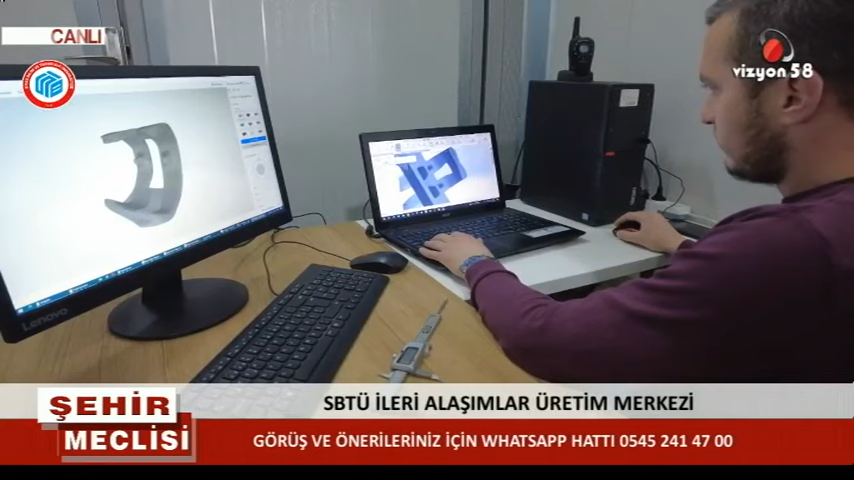 CANLI
vizyon 58
Lenovo
ŞEHİR
MECLİSİ
SBTÜ İLERİ ALAŞIMLAR ÜRETİM MERKEZİ
GÖRÜŞ VE ÖNERİLERİNİZ İÇİN WHATSAPP HATTI 0545 241 47 00